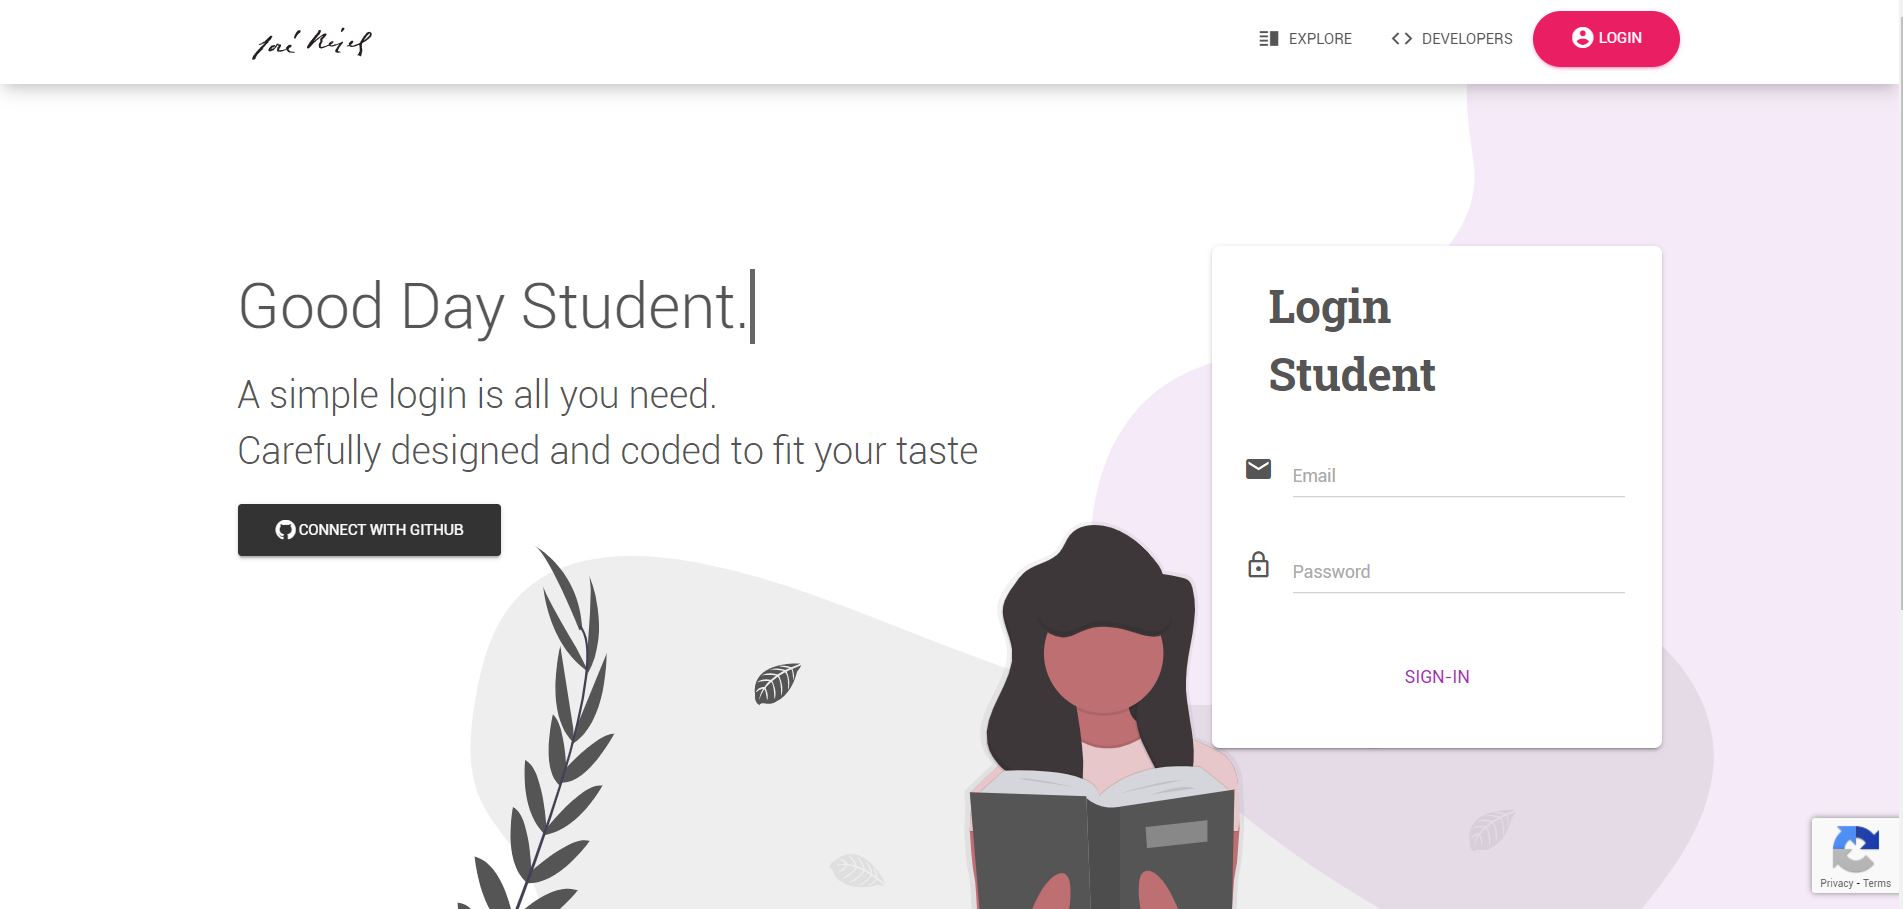 EXPLORE
DEVELOPERS
LOGIN
Good Day Student.
A simple login is all you need.
Carefully designed and coded to fit your taste
CONNECT WITH GITHUB
Login
Student
Email
Password
SIGN-IN
Privacy - Terms